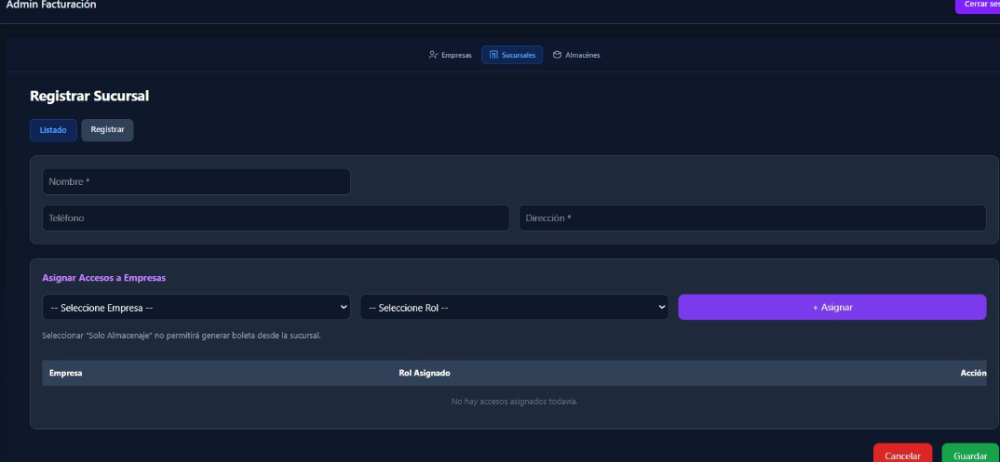 Admin Facturación
Cerrar ses
Empresas Sucursales Almacénes
Registrar Sucursal
Listado Registrar
Nombre *
Teléfono Dirección *
Asignar Accesos a Empresas
-- Seleccione Empresa -- -- Seleccione Rol -- + Asignar
Seleccionar "Solo Almacenaje" no permitirá generar boleta desde la sucursal.
Empresa Rol Asignado Acción
No hay accesos asignados todavía.
Cancelar Guardar